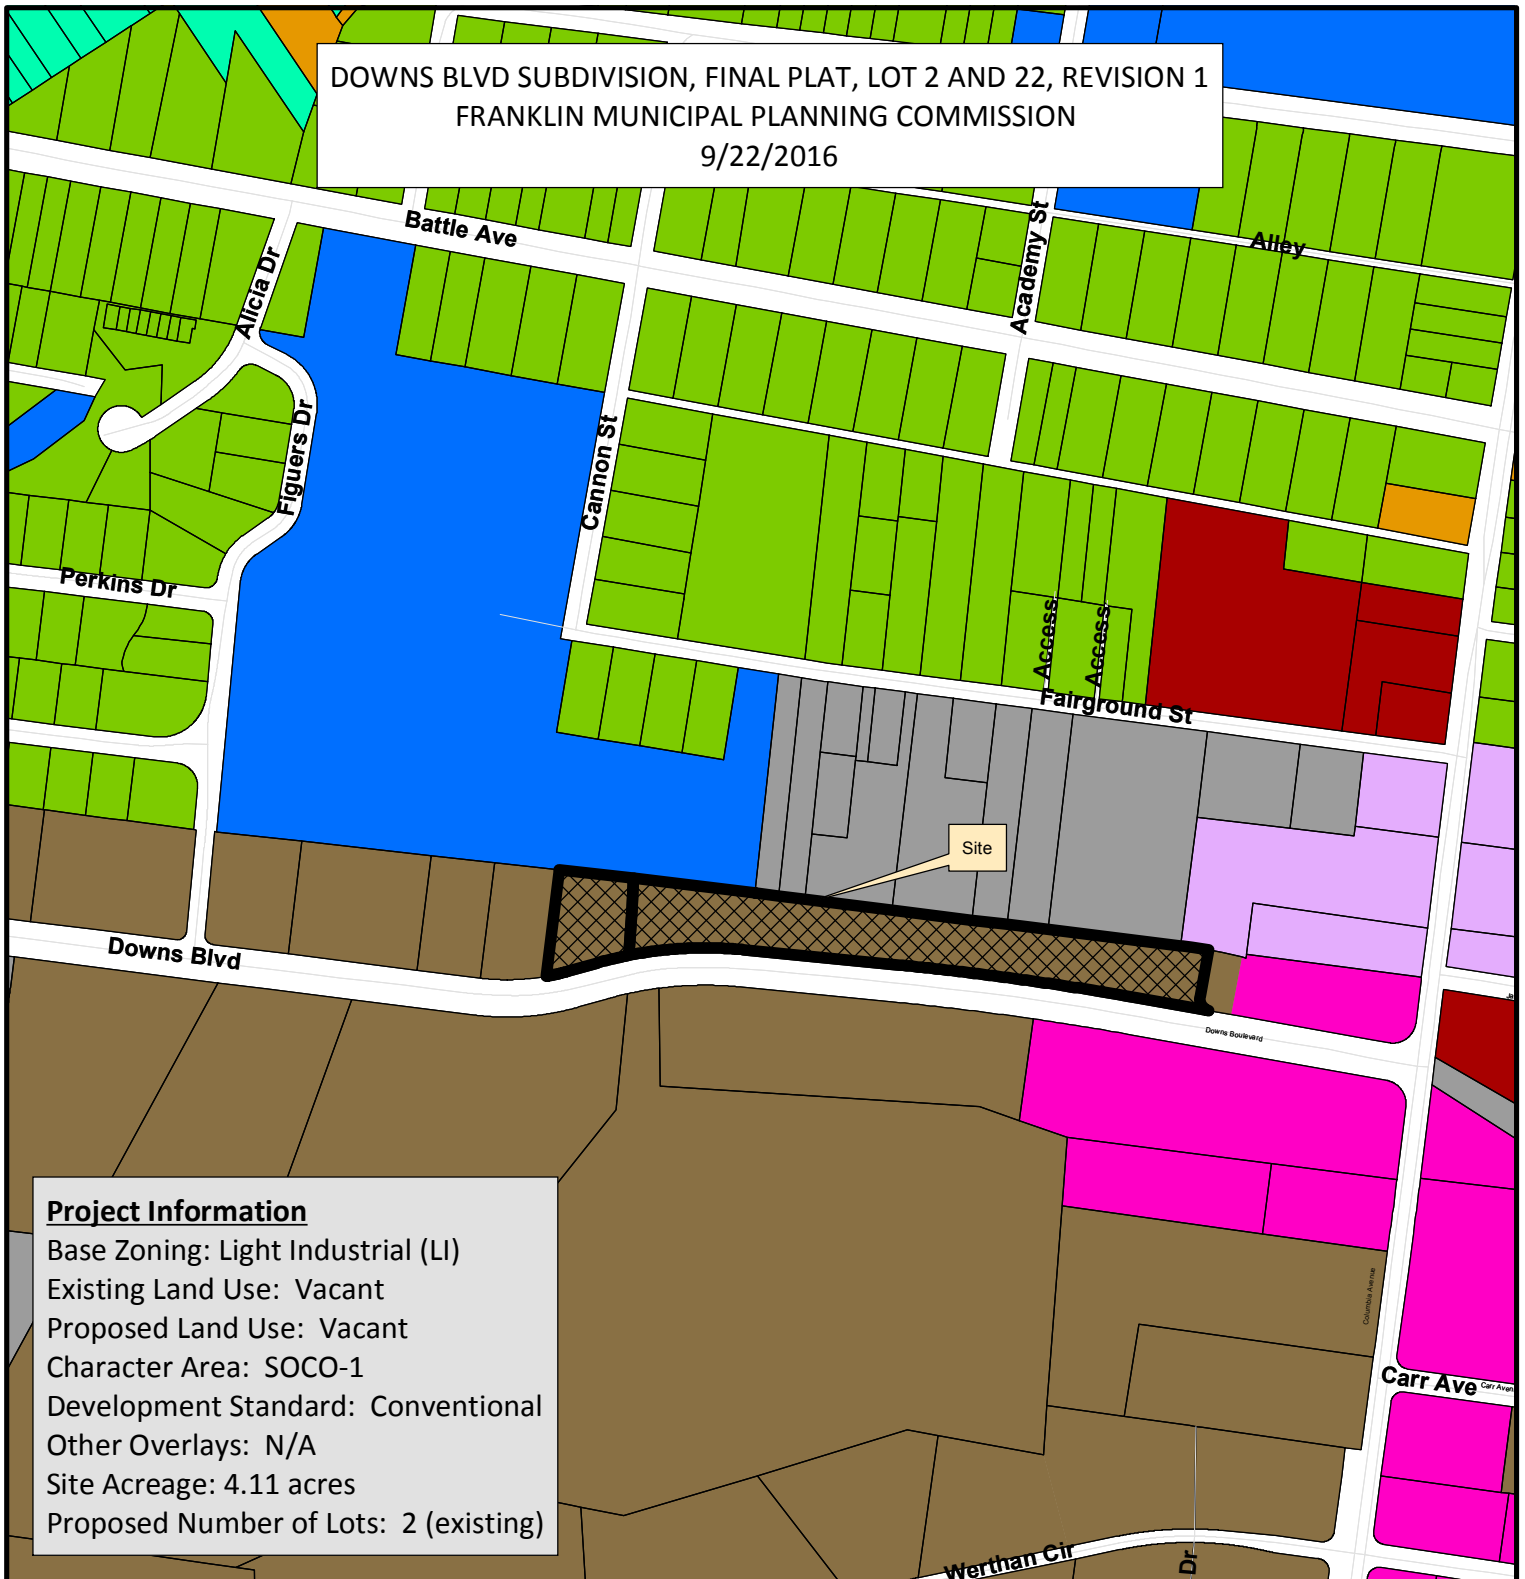 DOWNS BLVD SUBDIVISION, FINAL PLAT, LOT 2 AND 22, REVISION 1
FRANKLIN MUNICIPAL PLANNING COMMISSION
9/22/2016
Battle Ave
Alicia Dr
Academy St
Alley
Figuers Dr
Cannon St
Perkins Dr
Access
Access
Fairground St
Site
Downs Blvd
Downs Boulevard
Project Information
Base Zoning: Light Industrial (LI)
Existing Land Use: Vacant
Proposed Land Use: Vacant
Character Area: SOCO-1
Development Standard: Conventional
Other Overlays: N/A
Site Acreage: 4.11 acres
Proposed Number of Lots: 2 (existing)
Columbia Avenue
Carr Ave
Carr Aven
Werthan Cir
Dr